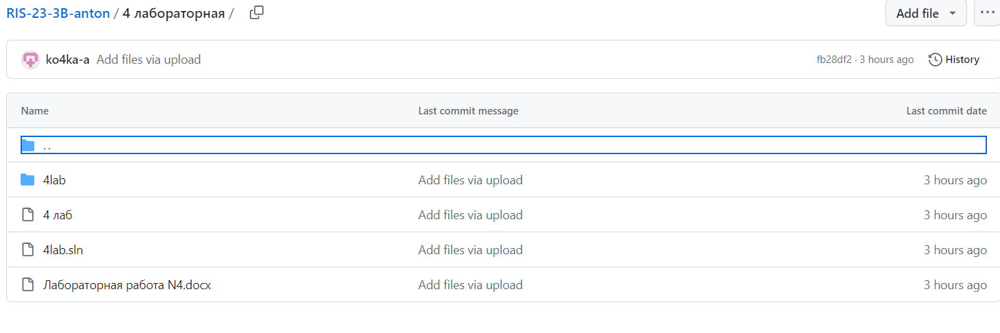 RIS-23-3B-anton / 4 лабораторная / Add file ...
ko4ka-a Add files via upload fb28df2 · 3 hours ago History
Name Last commit message Last commit date
..
4lab Add files via upload 3 hours ago
4 лаб Add files via upload 3 hours ago
4lab.sln Add files via upload 3 hours ago
Лабораторная работа N4.docx Add files via upload 3 hours ago